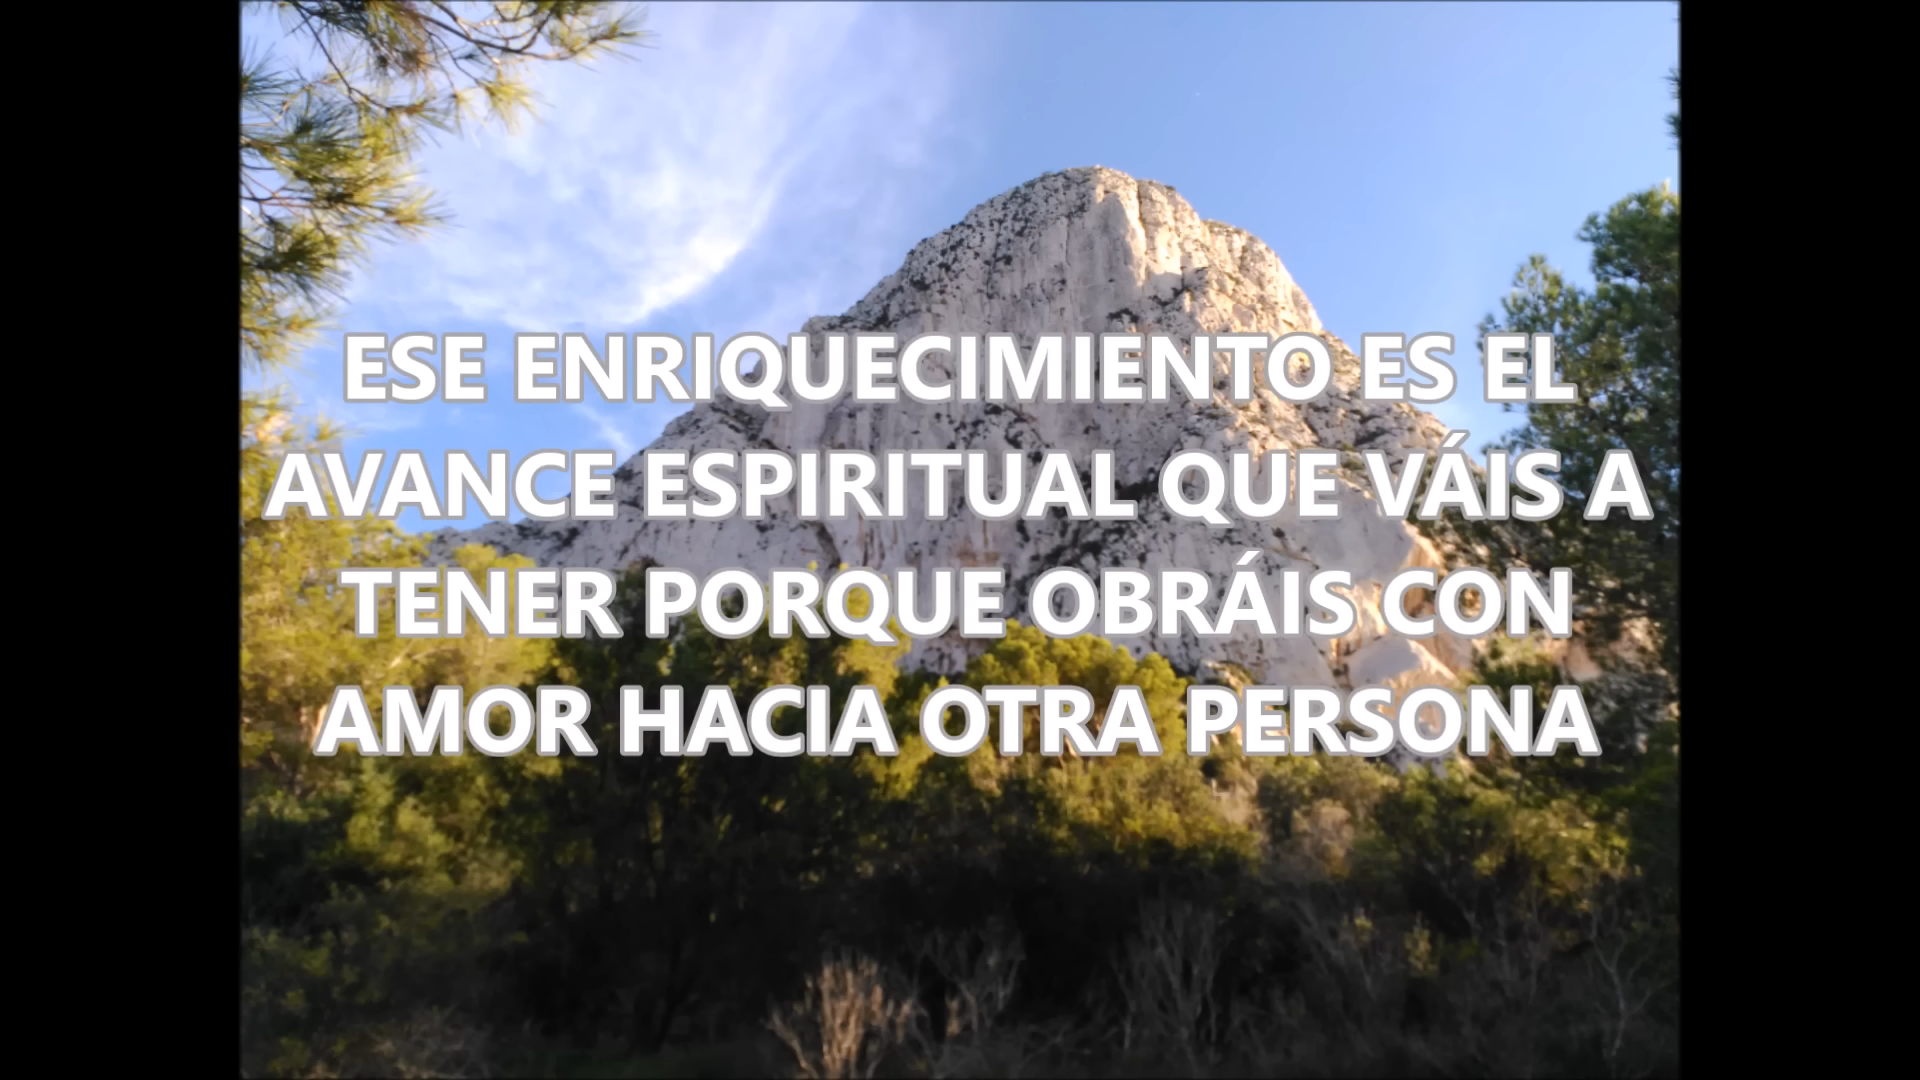 ESE ENRIQUECIMIENTO ES EL
AVANCE ESPIRITUAL QUE VÁIS A
TENER PORQUE OBRÁIS CON
AMOR HACIA OTRA PERSONA